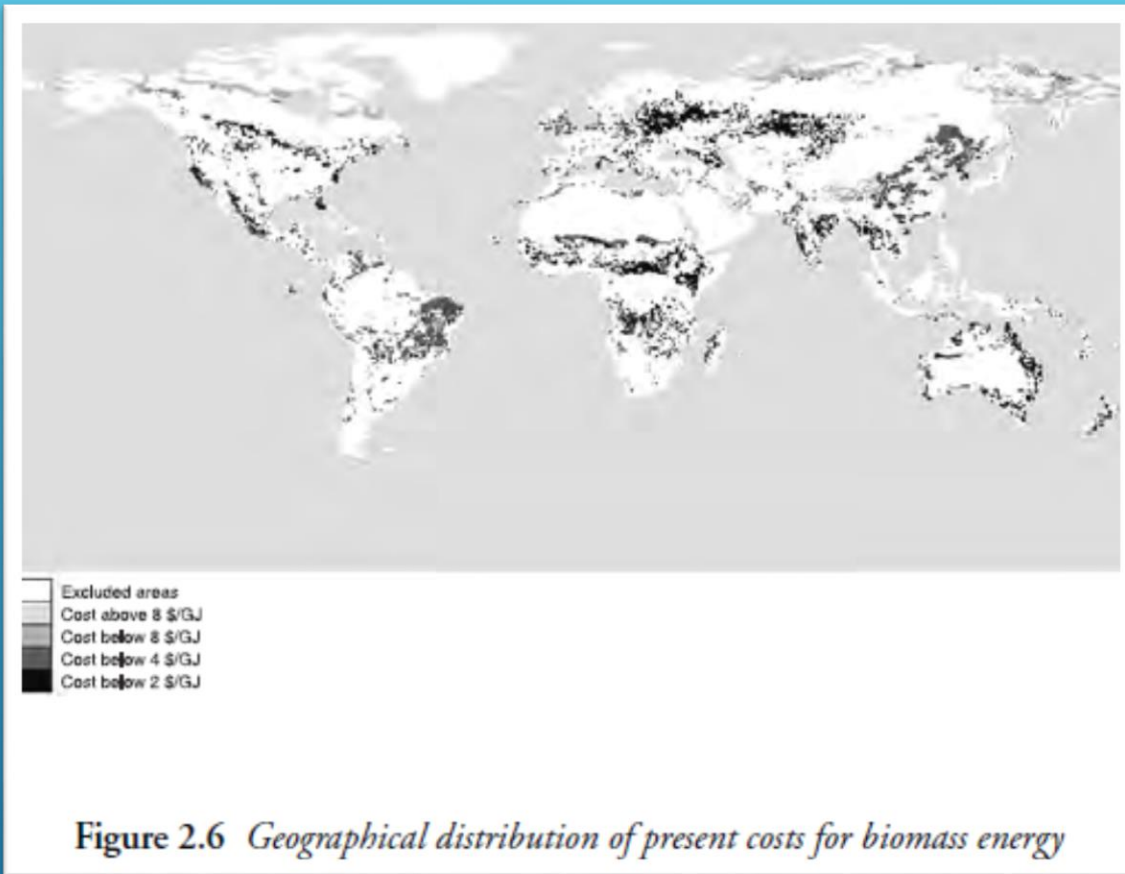 Excluded areas
Cost above 8 $/GJ
Cost below 8 $/GJ
Cost below 4 $/GJ
Cost below 2 $/GJ
Figure 2.6 Geographical distribution of present costs for biomass energy